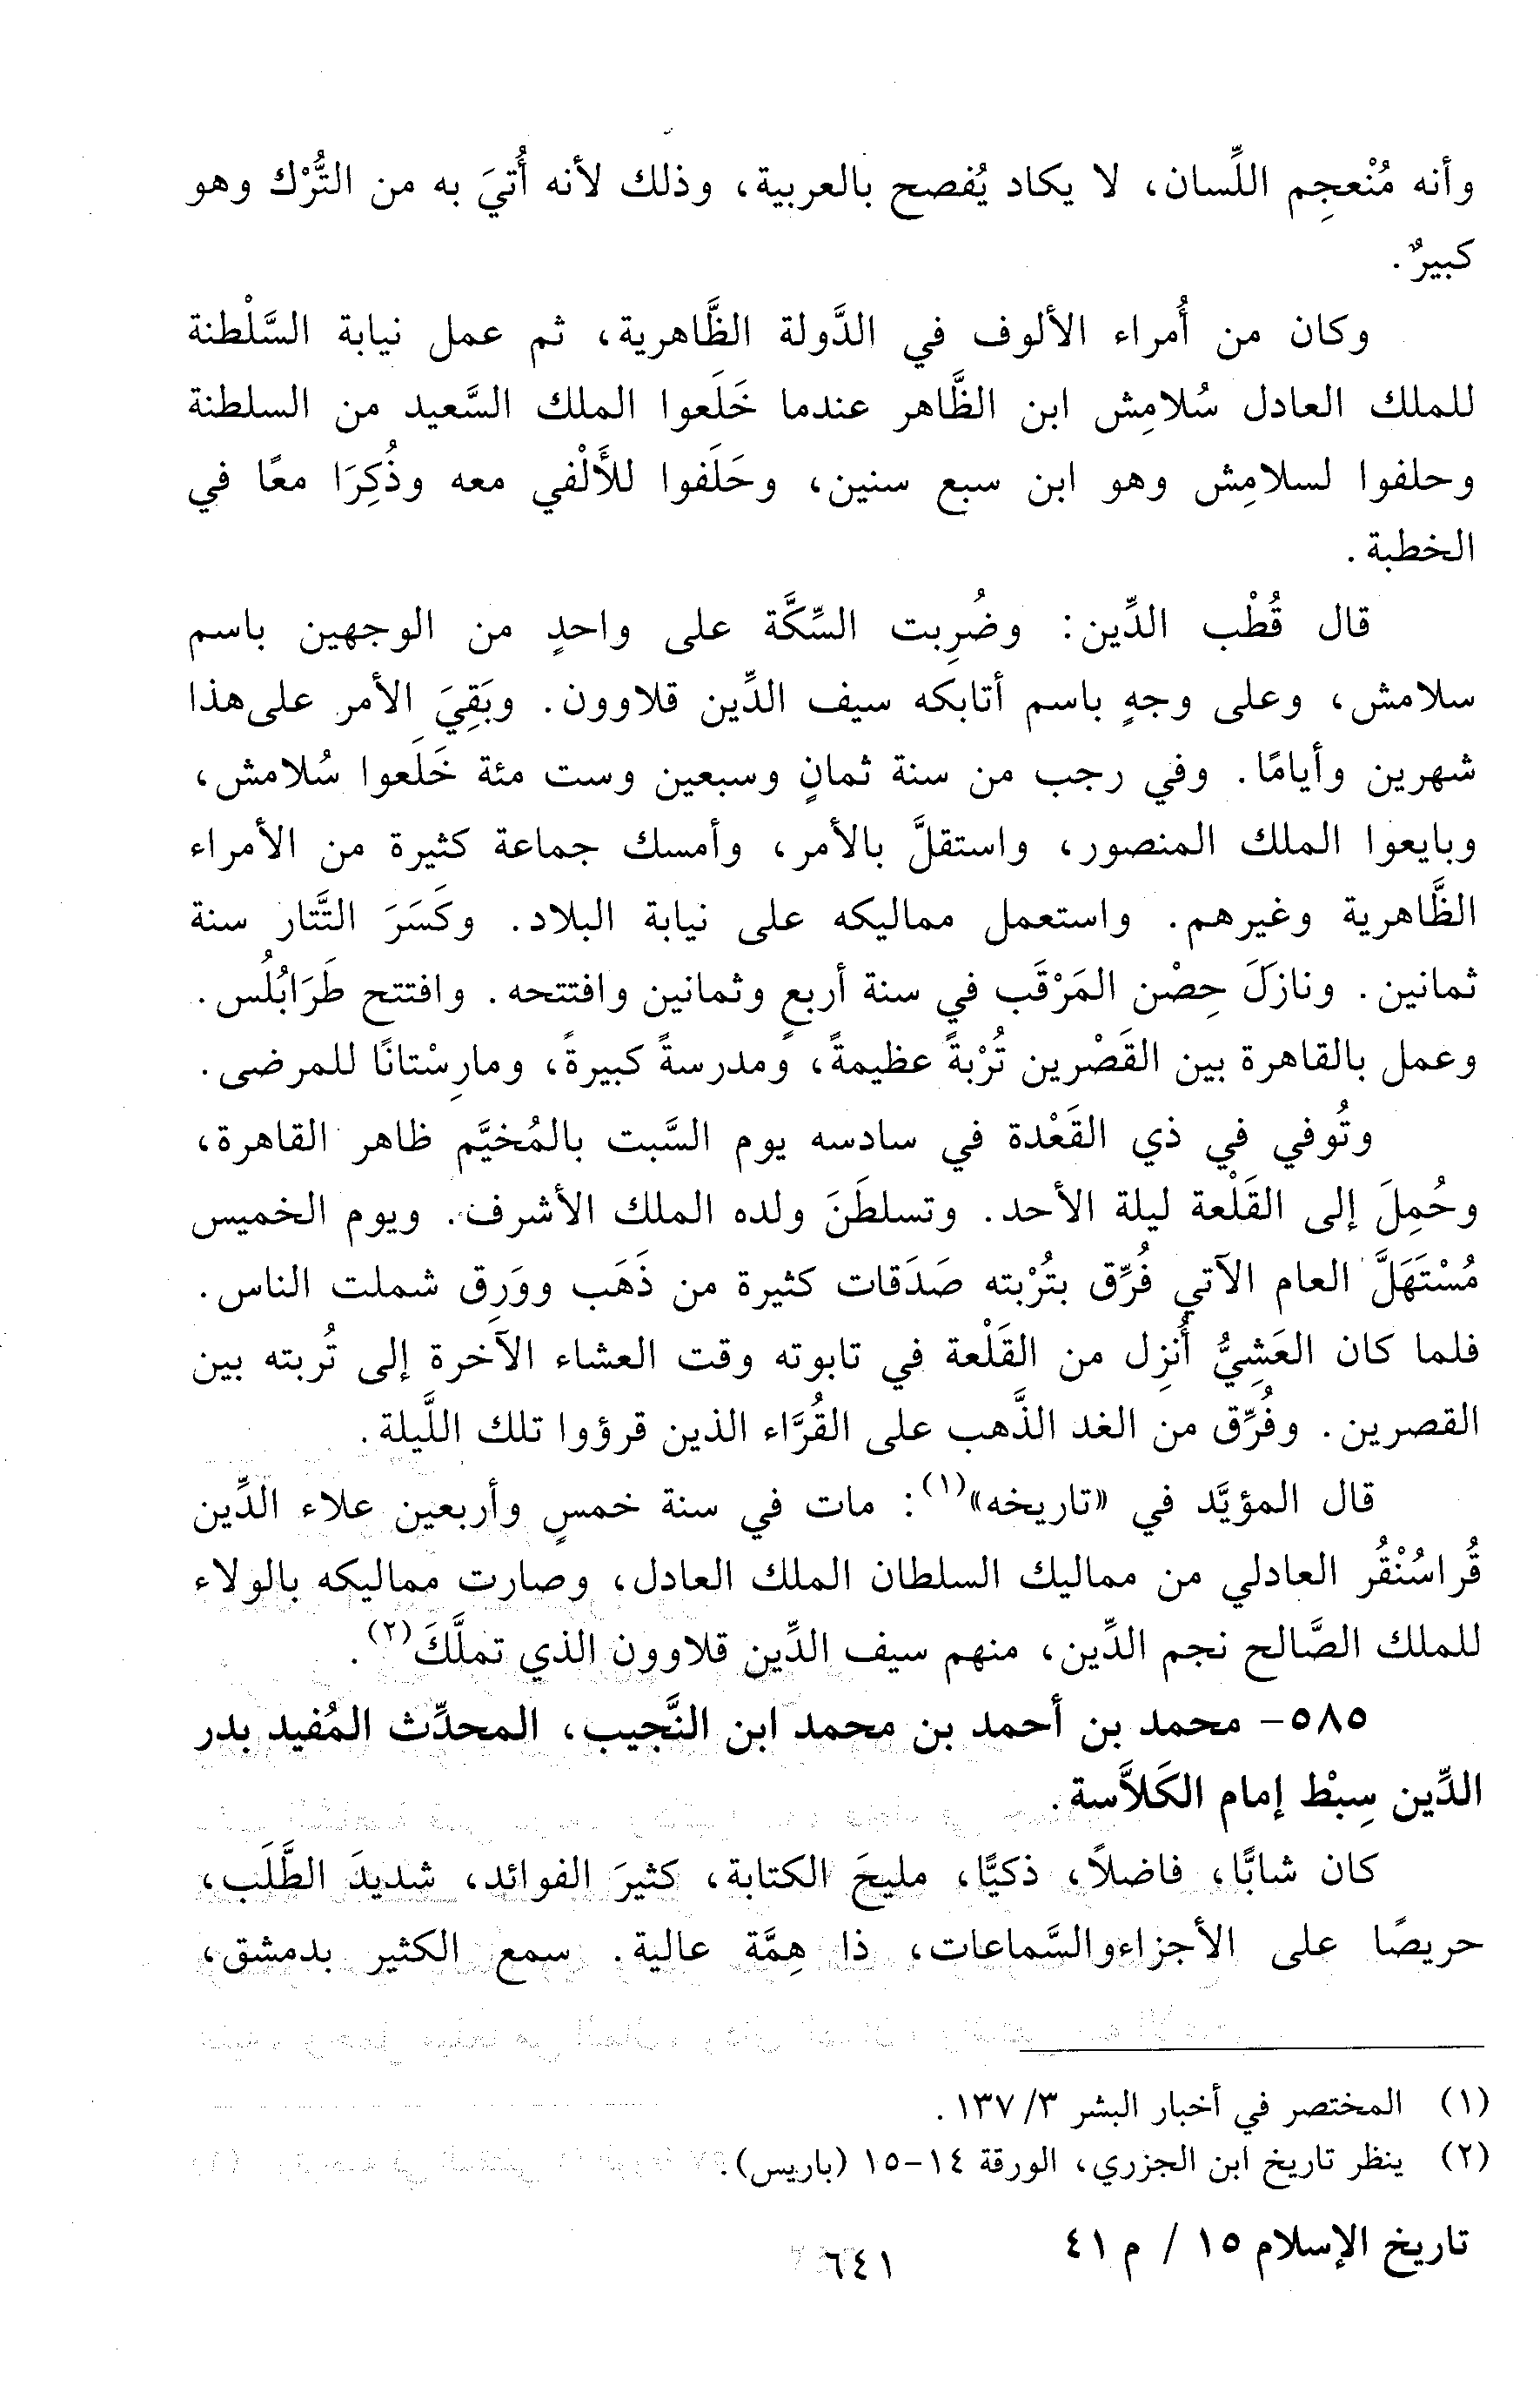 وأنه مُنْعجِم اللِّسان، لا يكاد يُفصح بالعربية، وذلك لأنه أُتيَ به من التُّرْك وهو
كبيرٌ.
وكان من أُمراء الألوف في الدَّولة الظَّاهرية، ثم عمل نيابة السَّلْطنة
للملك العادل سُلامِش ابن الظَّاهر عندما خَلَعوا الملك السَّعيد من السلطنة
وحلفوا لسلامِش وهو ابن سبع سنين، وحَلَفوا للأَلْفي معه وذُكِرَا معًا في
الخطبة.
قال قُطْب الدِّين: وضُرِبت السِّكَّة على واحدٍ من الوجهين باسم
سلامش، وعلى وجهٍ باسم أتابكه سيف الدِّين قلاوون. وبَقِيَ الأمر على هذا
شهرين وأيامًا. وفي رجب من سنة ثمانٍ وسبعين وست مئة خَلَعوا سُلامش،
وبايعوا الملك المنصور، واستقلَّ بالأمر، وأمسك جماعة كثيرة من الأمراء
الظَّاهرية وغيرهم. واستعمل مماليكه على نيابة البلاد. وكَسَرَ التَّتار سنة
ثمانين. ونازَلَ حِصْن المَرْقَب في سنة أربعٍ وثمانين وافتتحه. وافتتح طَرَابُلُس.
وعمل بالقاهرة بين القَصْرين تُرْبةً عظيمةً، ومدرسةً كبيرةً، ومارِسْتانًا للمرضى.
وتُوفي في ذي القَعْدة في سادسه يوم السَّبت بالمُخيَّم ظاهر القاهرة،
وحُمِلَ إلى القَلْعة ليلة الأحد. وتسلطَنَ ولده الملك الأشرف. ويوم الخميس
مُسْتَهَلَّ العام الآتي فُرِّق بتُرْبته صَدَقات كثيرة من ذَهَب ووَرِق شملت الناس.
فلما كان العَشِيُّ أُنزِل من القَلْعة في تابوته وقت العشاء الآخرة إلى تُربته بين
القصرين. وفُرِّق من الغد الذَّهب على القُرَّاء الذين قرؤوا تلك اللَّيلة.
قال المؤيَّد في «تاريخه»(١): مات في سنة خمسٍ وأربعين علاء الدِّين
قُراسُنْقُر العادلي من مماليك السلطان الملك العادل، وصارت مماليكه بالولاء
للملك الصَّالح نجم الدِّين، منهم سيف الدِّين قلاوون الذي تملَّكَ(٢).
٥٨٥- محمد بن أحمد بن محمد ابن النَّجيب، المحدِّث المُفيد بدر
الدِّين سِبْط إمام الكَلاَّسة.
كان شابًّا، فاضلاً، ذكيًّا، مليحَ الكتابة، كثيرَ الفوائد، شديدَ الطَّلَب،
حريصًا على الأجزاء والسَّماعات، ذا هِمَّة عالية. سمع الكثير بدمشق،
(١) المختصر في أخبار البشر ٣/ ١٣٧.
(٢) ينظر تاريخ ابن الجزري، الورقة ١٤-١٥ (باريس).
تاريخ الإسلام ١٥ / م ٤١
٦٤١